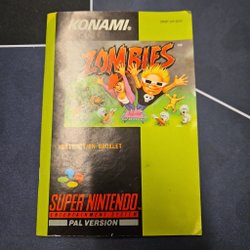 KONAMI®
ZOMBIES
INSTRUCTION BOOKLET
SUPER NINTENDO
ENTERTAINMENT SYSTEM
PAL VERSION